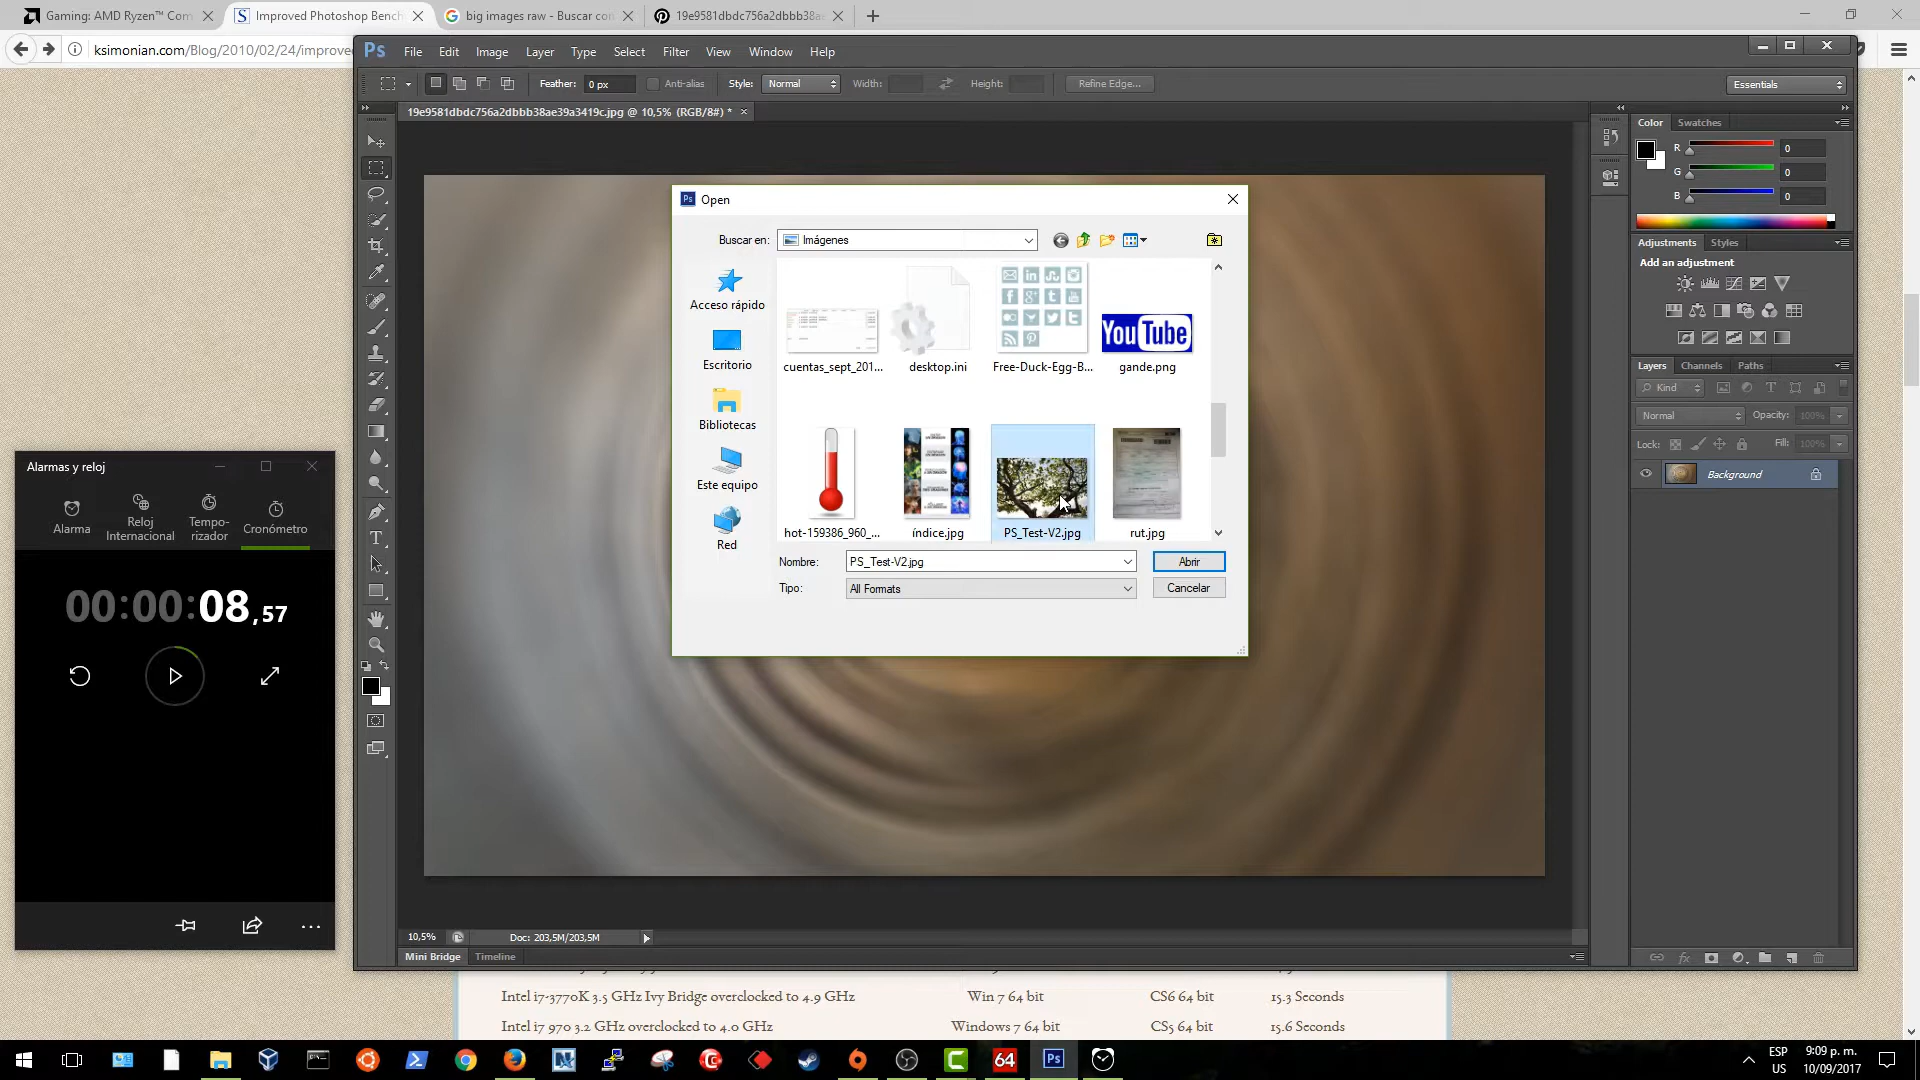 Gaming: AMD Ryzen™ Com
Improved Photoshop Bench
big images raw - Buscar con
19e9581dbdc756a2dbbb38ae
ksimonian.com/Blog/2010/02/24/improved
Ps File Edit Image Layer Type Select Filter View Window Help
Feather: 0 px Anti-alias Style: Normal Width: Height: Refine Edge... Essentials
19e9581dbdc756a2dbbb38ae39a3419c.jpg @ 10,5% (RGB/8#) *
Color Swatches
R 0
G 0
B 0
Adjustments Styles
Add an adjustment
Layers Channels Paths
Kind
Normal Opacity: 100%
Lock: Fill: 100%
Background
Ps Open
Buscar en: Imágenes
Acceso rápido
Escritorio
Bibliotecas
Este equipo
Red
YouTube
cuentas_sept_201... desktop.ini Free-Duck-Egg-B... gande.png
hot-159386_960_... índice.jpg PS_Test-V2.jpg rut.jpg
Nombre: PS_Test-V2.jpg Abrir
Tipo: All Formats Cancelar
Alarmas y reloj
Alarma
Reloj Internacional
Tempo-rizador
Cronómetro
00:00:08,57
10,5% Doc: 203,5M/203,5M
Mini Bridge Timeline
Intel i7-3770K 3.5 GHz Ivy Bridge overclocked to 4.9 GHz Win 7 64 bit CS6 64 bit 15.3 Seconds
Intel i7 970 3.2 GHz overclocked to 4.0 GHz Windows 7 64 bit CS5 64 bit 15.6 Seconds
64
Ps
ESP
US
9:09 p. m.
10/09/2017